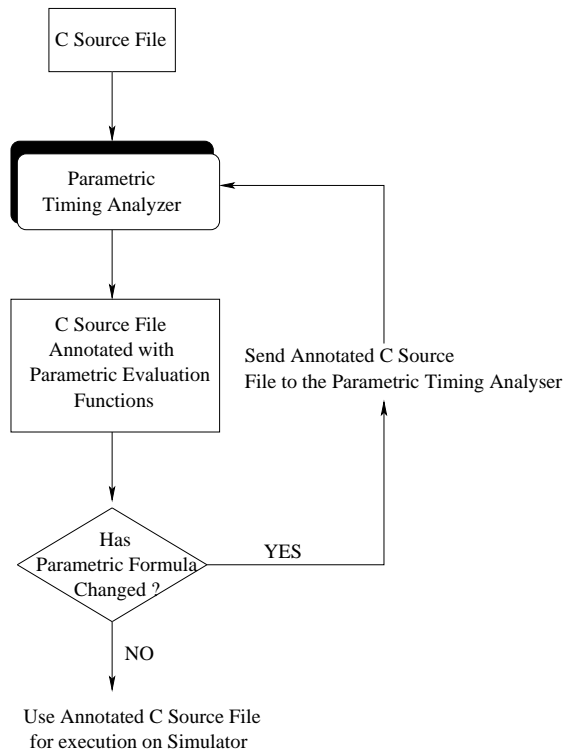 C Source File
Parametric
Timing Analyzer
C Source File
Annotated with
Parametric Evaluation
Functions
Send Annotated C Source
File to the Parametric Timing Analyser
Has
Parametric Formula
Changed ?
YES
NO
Use Annotated C Source File
for execution on Simulator